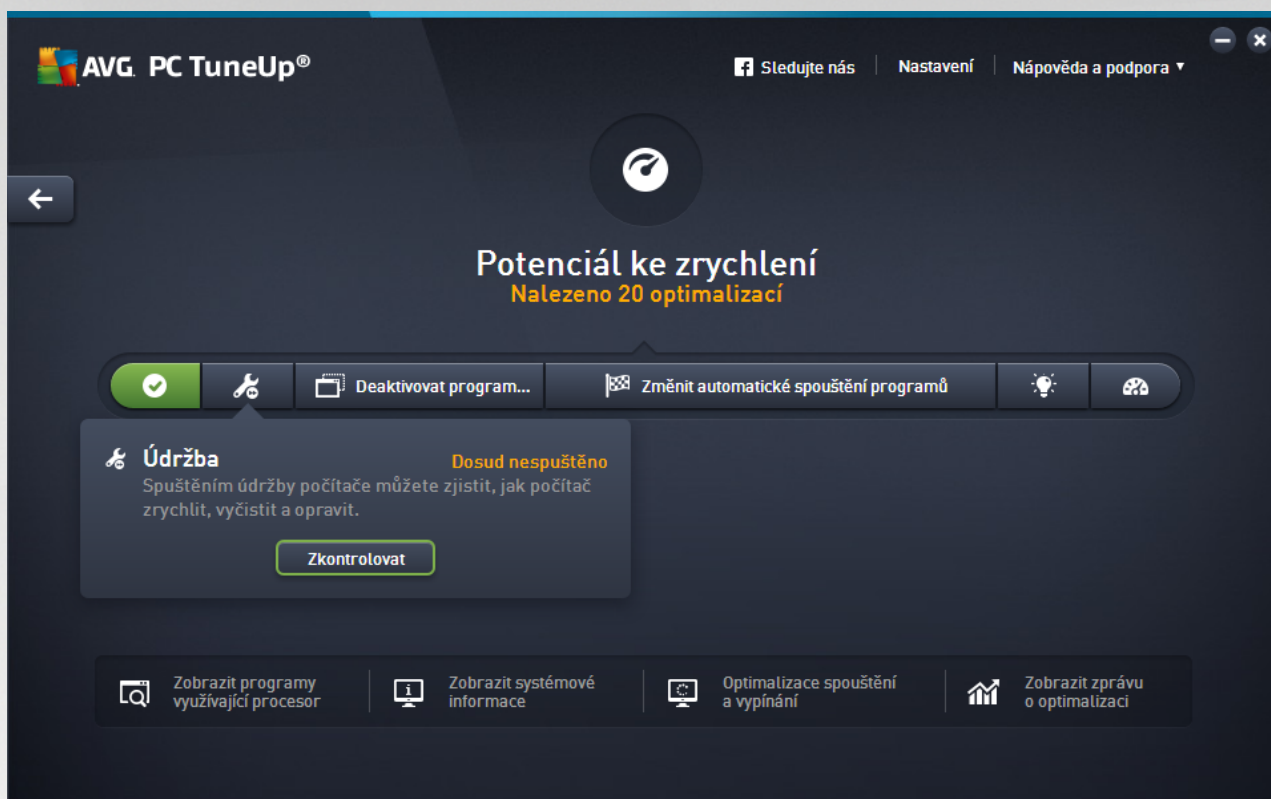 AVG. PC TuneUp®
Sledujte nás
Nastavení
Nápověda a podpora
Potenciál ke zrychlení
Nalezeno 20 optimalizací
Deaktivovat program...
Změnit automatické spouštění programů
Údržba
Dosud nespuštěno
Spuštěním údržby počítače můžete zjistit, jak počítač
zrychlit, vyčistit a opravit.
Zkontrolovat
Zobrazit programy
využívající procesor
Zobrazit systémové
informace
Optimalizace spouštění
a vypínání
Zobrazit zprávu
o optimalizaci